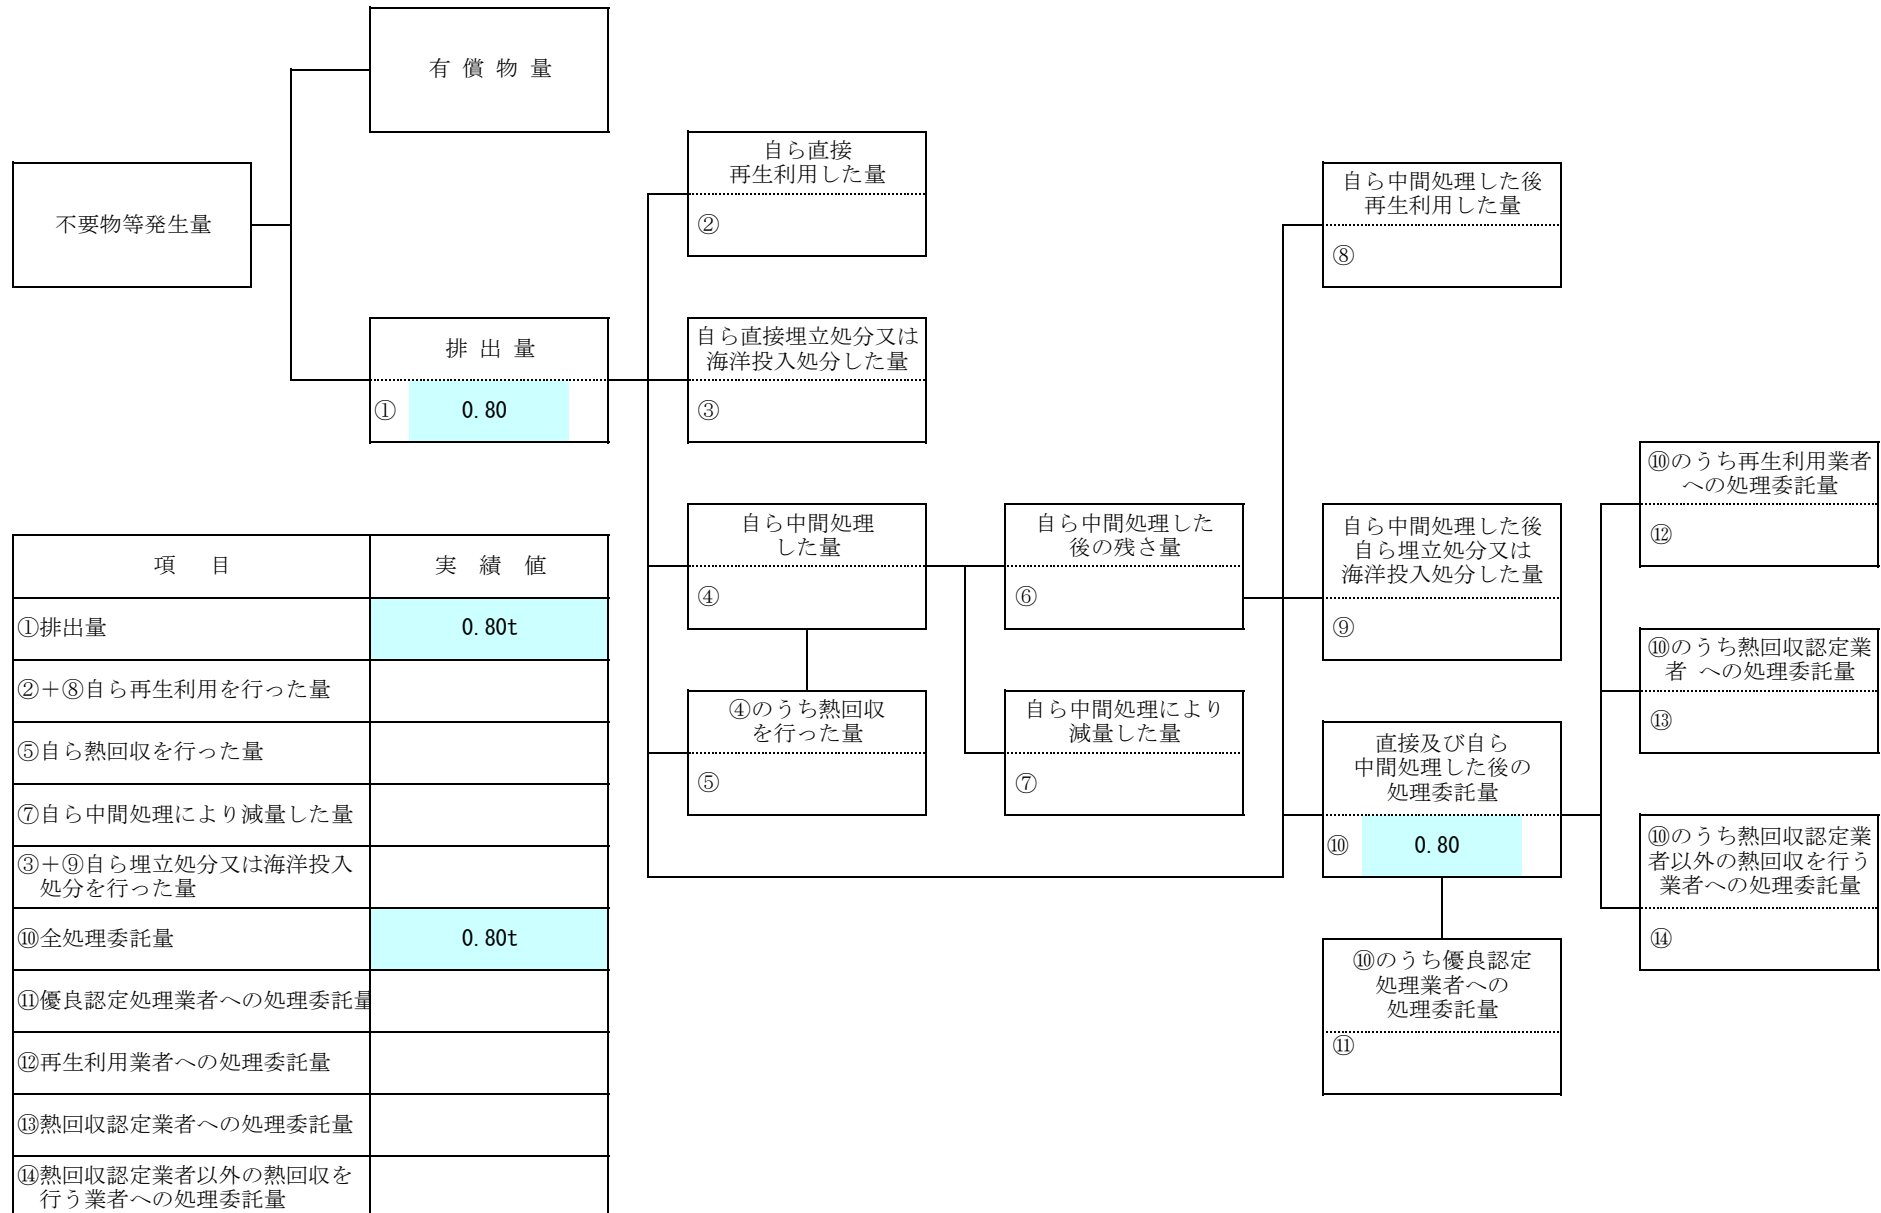 有 償 物 量
不要物等発生量
排 出 量
① 0.80
自ら直接
再生利用した量
②
自ら直接埋立処分又は
海洋投入処分した量
③
自ら中間処理
した量
④
④のうち熱回収
を行った量
⑤
自ら中間処理した
後の残さ量
⑥
自ら中間処理により
減量した量
⑦
自ら中間処理した後
再生利用した量
⑧
自ら中間処理した後
自ら埋立処分又は
海洋投入処分した量
⑨
直接及び自ら
中間処理した後の
処理委託量
⑩ 0.80
⑩のうち優良認定
処理業者への
処理委託量
⑪
⑩のうち再生利用業者
への処理委託量
⑫
⑩のうち熱回収認定業
者 への処理委託量
⑬
⑩のうち熱回収認定業
者以外の熱回収を行う
業者への処理委託量
⑭
項 目 実 績 値
①排出量 0.80t
②+⑧自ら再生利用を行った量
⑤自ら熱回収を行った量
⑦自ら中間処理により減量した量
③+⑨自ら埋立処分又は海洋投入
処分を行った量
⑩全処理委託量 0.80t
⑪優良認定処理業者への処理委託量
⑫再生利用業者への処理委託量
⑬熱回収認定業者への処理委託量
⑭熱回収認定業者以外の熱回収を
行う業者への処理委託量